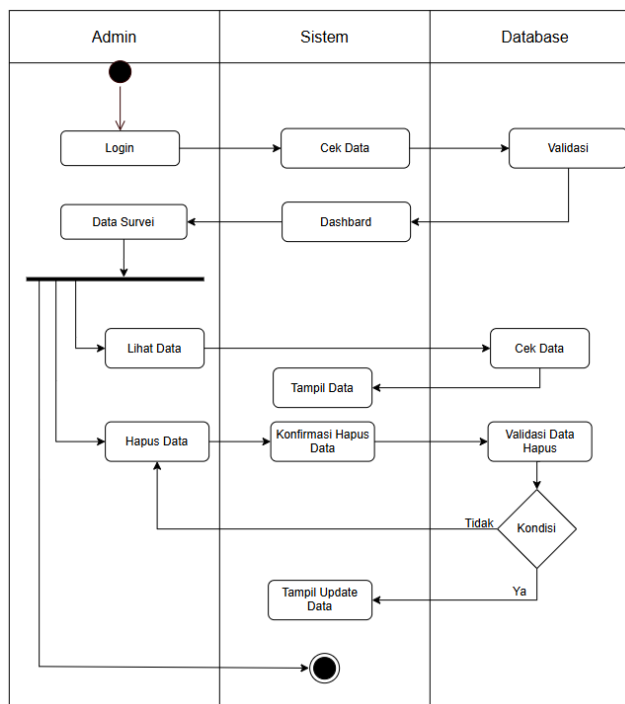 Admin
Sistem
Database
Login
Cek Data
Validasi
Data Survei
Dashbard
Lihat Data
Cek Data
Tampil Data
Hapus Data
Konfirmasi Hapus
Data
Validasi Data
Hapus
Tidak
Kondisi
Ya
Tampil Update
Data